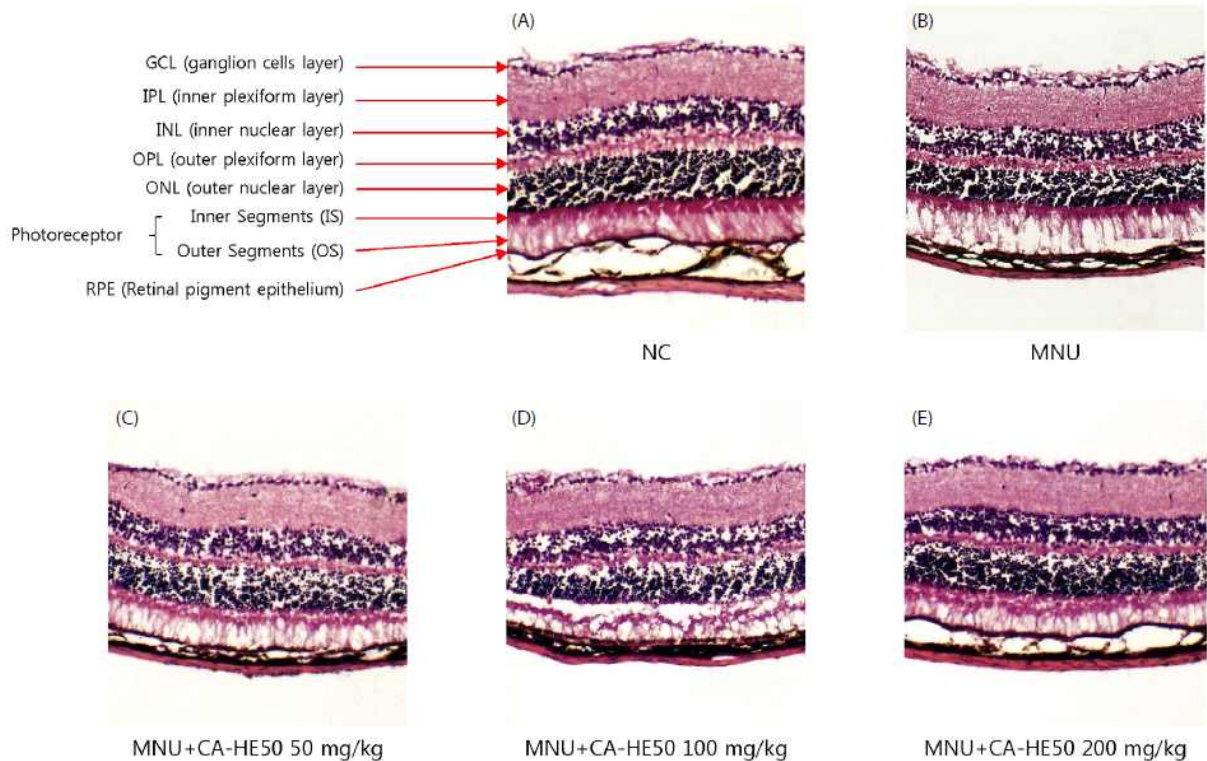 (A)
(B)
GCL (ganglion cells layer)
IPL (inner plexiform layer)
INL (inner nuclear layer)
OPL (outer plexiform layer)
ONL (outer nuclear layer)
Inner Segments (IS)
Photoreceptor
Outer Segments (OS)
RPE (Retinal pigment epithelium)
NC
MNU
(C)
(D)
(E)
MNU+CA-HE50 50 mg/kg
MNU+CA-HE50 100 mg/kg
MNU+CA-HE50 200 mg/kg